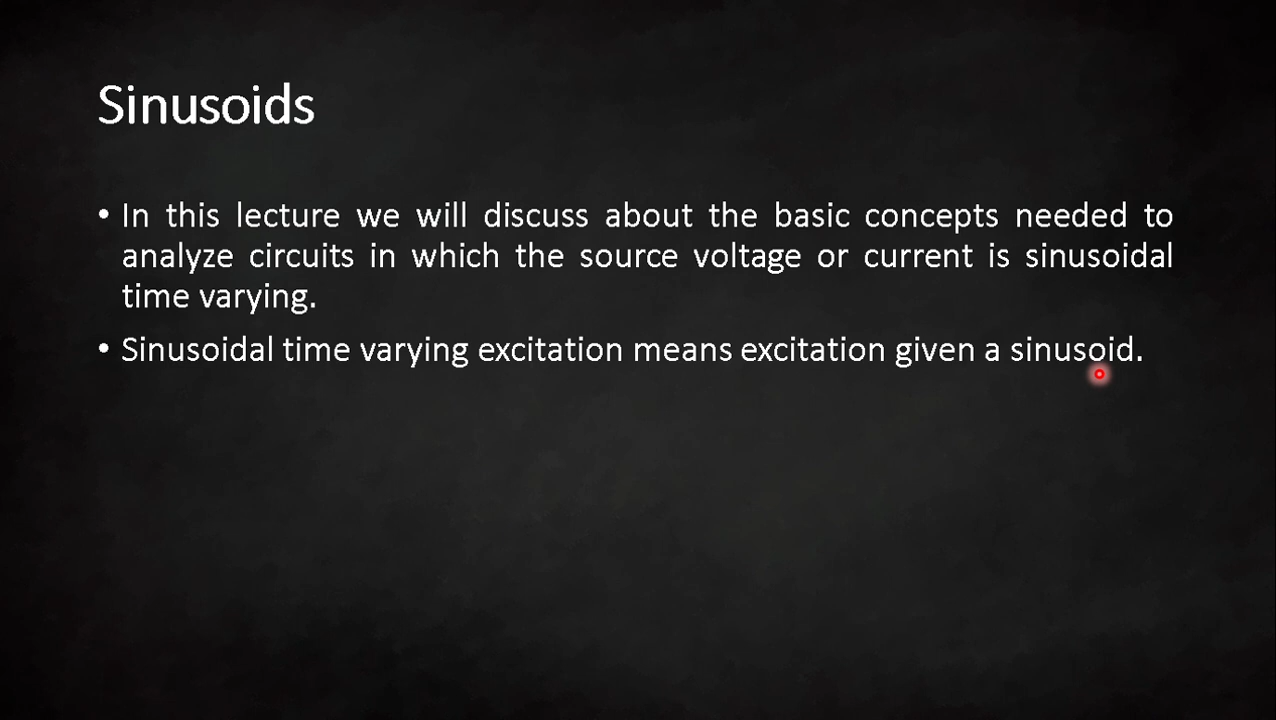 Sinusoids
• In this lecture we will discuss about the basic concepts needed to
analyze circuits in which the source voltage or current is sinusoidal
time varying.
• Sinusoidal time varying excitation means excitation given a sinusoid.